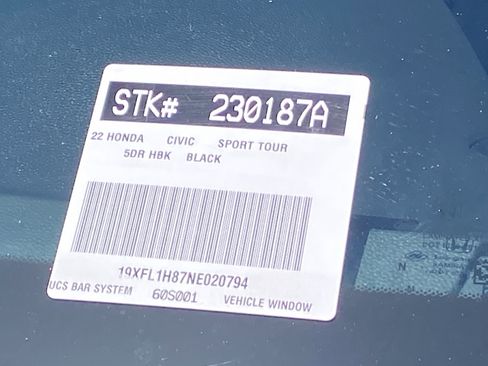 STK# 230187A
22 HONDA CIVIC SPORT TOUR
5DR HBK BLACK
19XFL1H87NE020794
UCS BAR SYSTEM 60S001 VEHICLE WINDOW
N